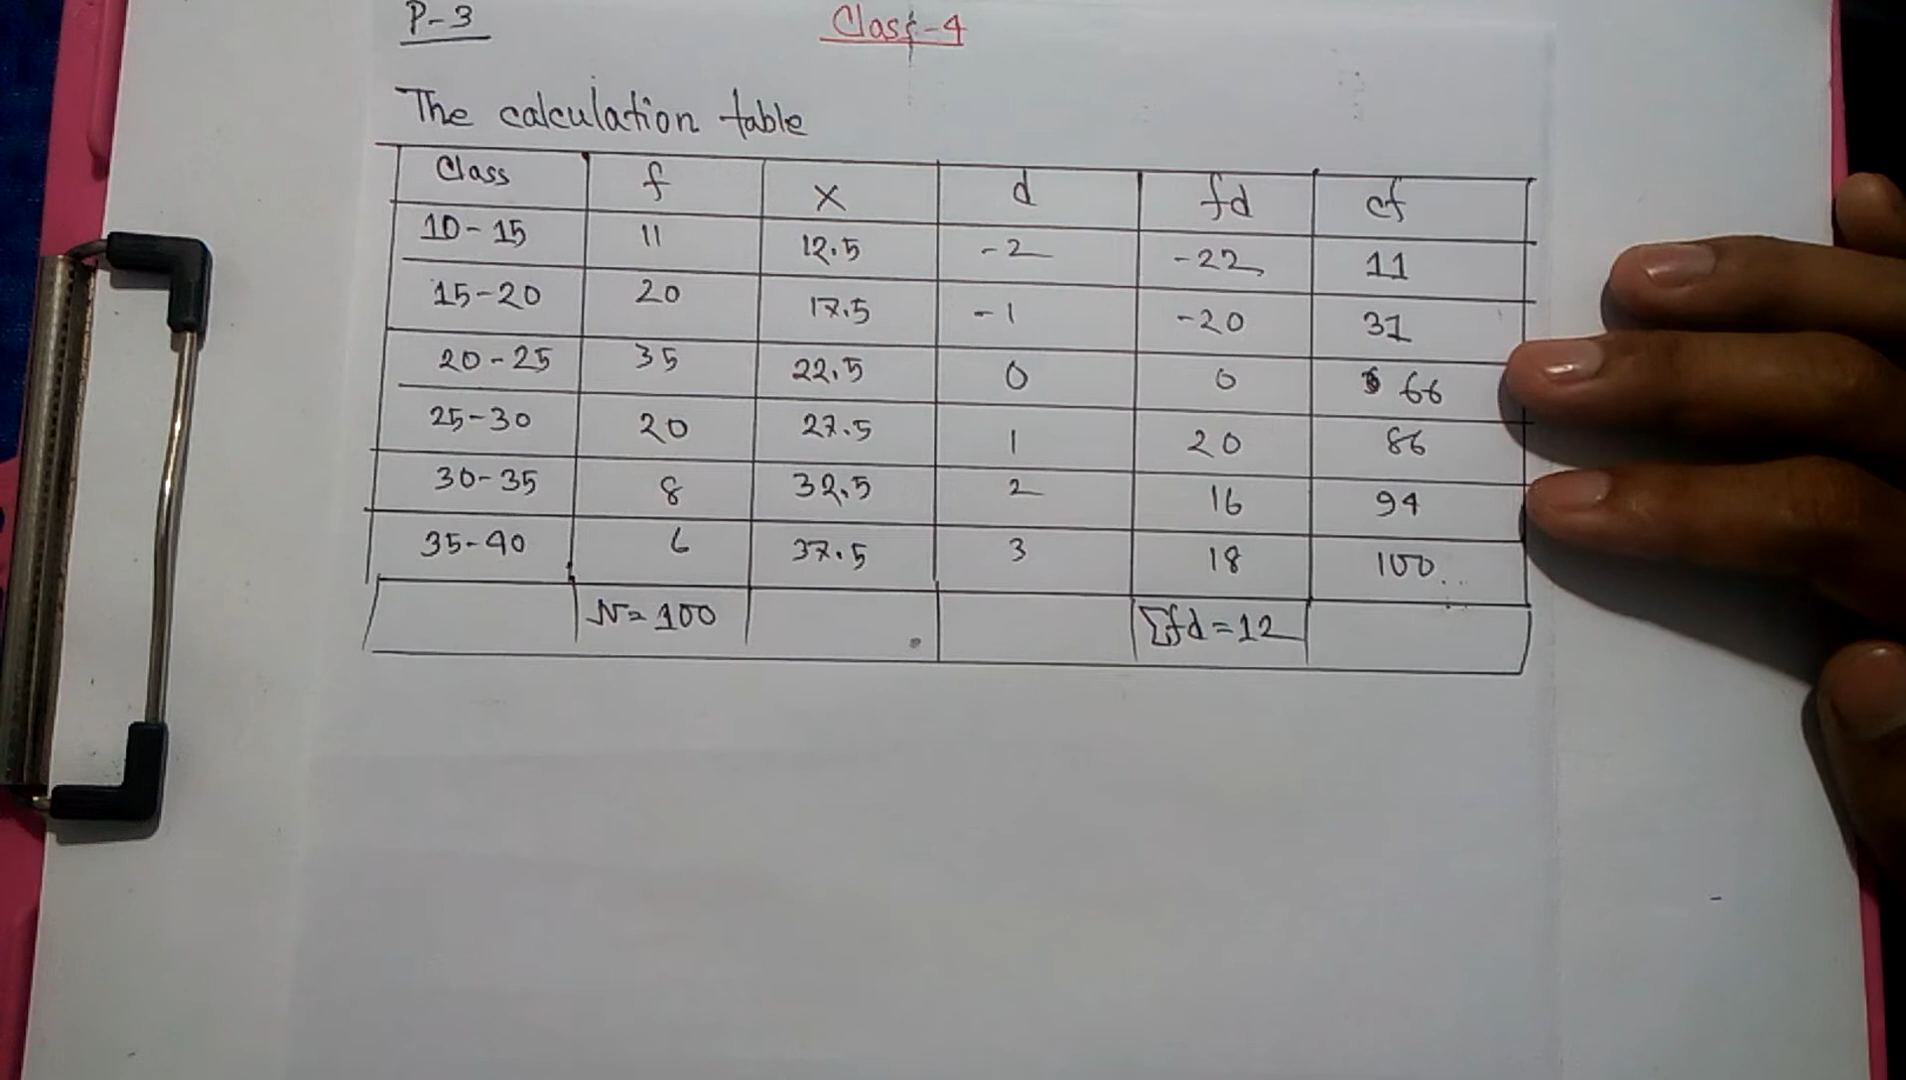 P-3
Class-4
The calculation table
Class f x d fd cf
10-15 11 12.5 -2 -22 11
15-20 20 17.5 -1 -20 31
20-25 35 22.5 0 0 66
25-30 20 27.5 1 20 86
30-35 8 32.5 2 16 94
35-40 6 37.5 3 18 100
N=100 Σfd=12